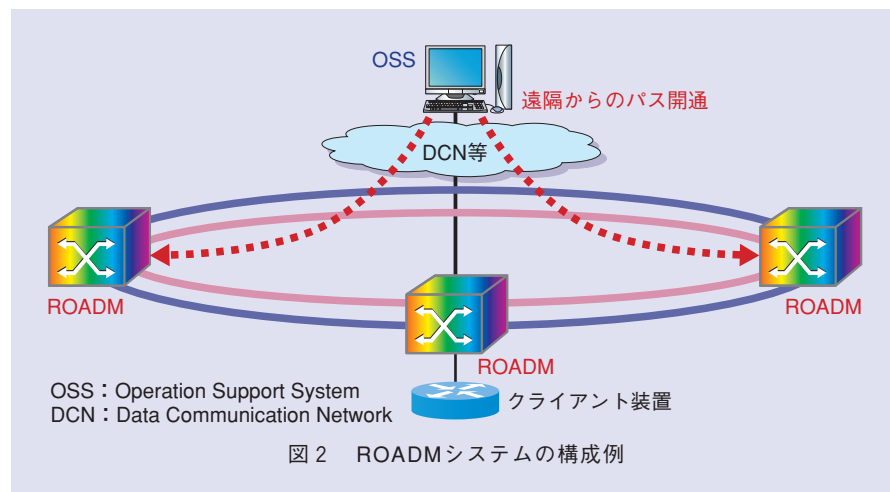 OSS
遠隔からのパス開通
DCN等
ROADM
ROADM
ROADM
クライアント装置
OSS：Operation Support System
DCN：Data Communication Network
図2 ROADMシステムの構成例